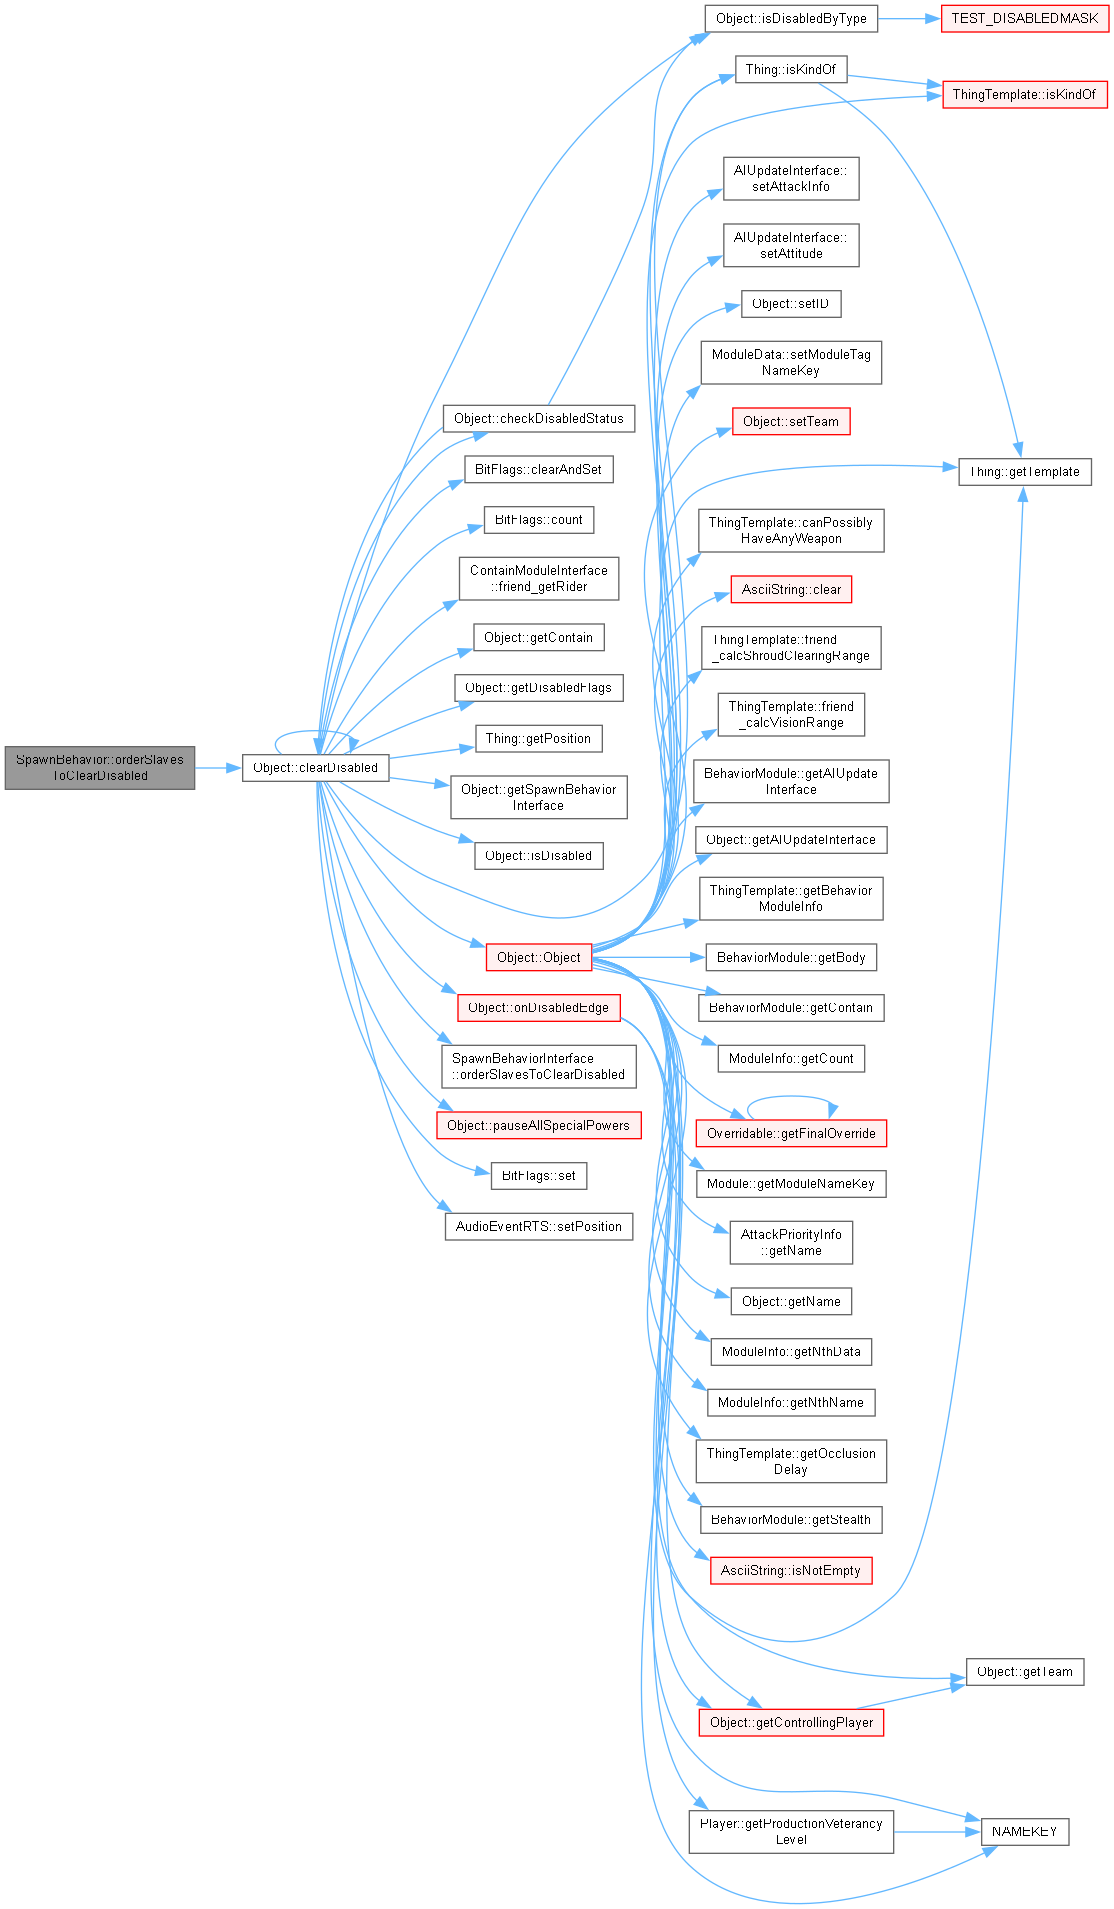 SpawnBehavior::orderSlaves
ToClearDisabled
Object::clearDisabled
Object::checkDisabledStatus
BitFlags::clearAndSet
BitFlags::count
ContainModuleInterface
::friend_getRider
Object::getContain
Object::getDisabledFlags
Thing::getPosition
Object::getSpawnBehavior
Interface
Object::isDisabled
Object::Object
Object::onDisabledEdge
SpawnBehaviorInterface
::orderSlavesToClearDisabled
Object::pauseAllSpecialPowers
BitFlags::set
AudioEventRTS::setPosition
Object::isDisabledByType
Thing::isKindOf
AIUpdateInterface::
setAttackInfo
AIUpdateInterface::
setAttitude
Object::setID
ModuleData::setModuleTag
NameKey
Object::setTeam
ThingTemplate::canPossibly
HaveAnyWeapon
AsciiString::clear
ThingTemplate::friend
_calcShroudClearingRange
ThingTemplate::friend
_calcVisionRange
BehaviorModule::getAIUpdate
Interface
Object::getAIUpdateInterface
ThingTemplate::getBehavior
ModuleInfo
BehaviorModule::getBody
BehaviorModule::getContain
ModuleInfo::getCount
Overridable::getFinalOverride
Module::getModuleNameKey
AttackPriorityInfo
::getName
Object::getName
ModuleInfo::getNthData
ModuleInfo::getNthName
ThingTemplate::getOcclusion
Delay
BehaviorModule::getStealth
AsciiString::isNotEmpty
Object::getControllingPlayer
Player::getProductionVeterancy
Level
TEST_DISABLEDMASK
ThingTemplate::isKindOf
Thing::getTemplate
Object::getTeam
NAMEKEY